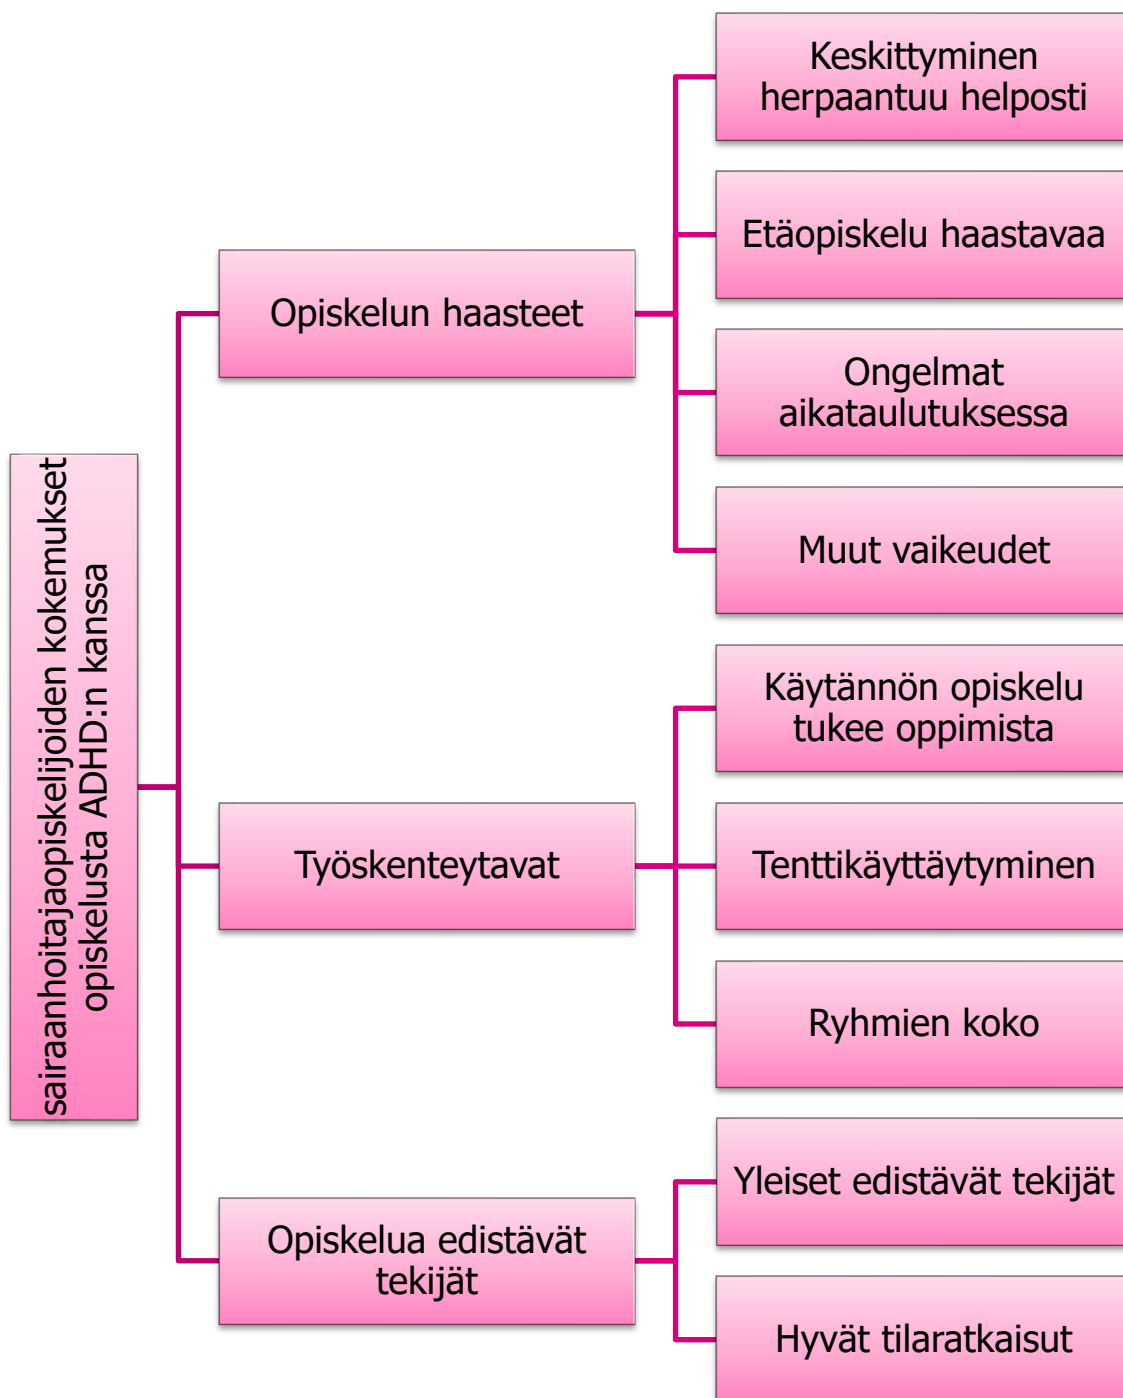 sairaanhoitajaopiskelijoiden kokemukset
opiskelusta ADHD:n kanssa
Opiskelun haasteet
Keskittyminen
herpaantuu helposti
Etäopiskelu haastavaa
Ongelmat
aikataulutuksessa
Muut vaikeudet
Työskenteytavat
Käytännön opiskelu
tukee oppimista
Tenttikäyttäytyminen
Ryhmien koko
Opiskelua edistävät
tekijät
Yleiset edistävät tekijät
Hyvät tilaratkaisut